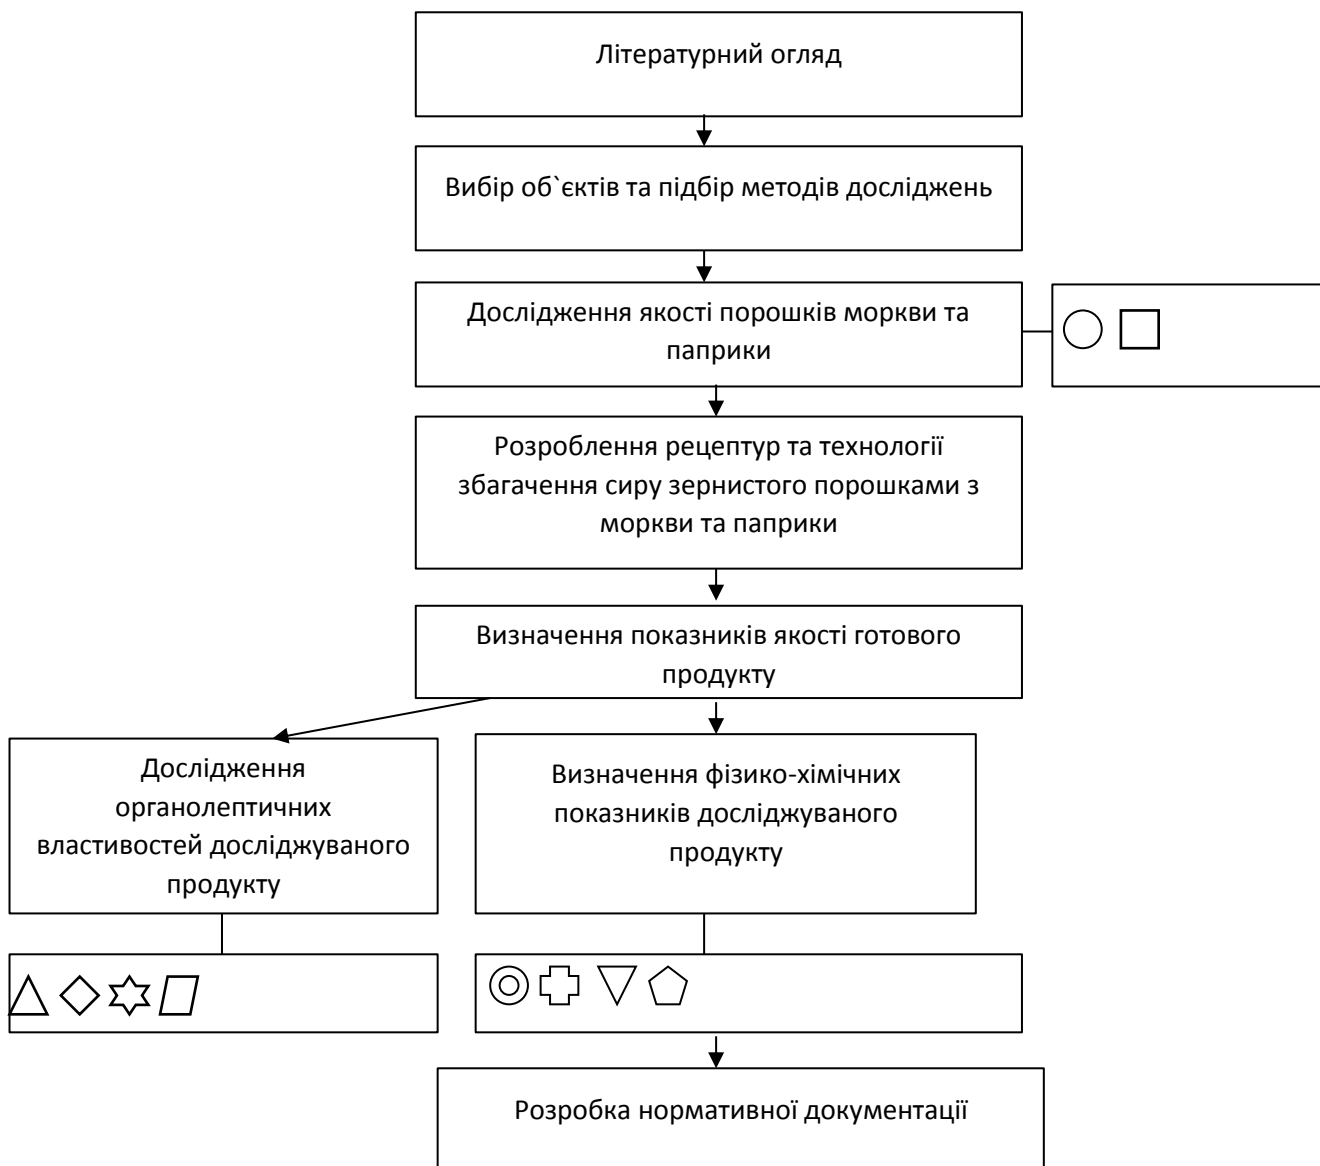 Літературний огляд
Вибір об`єктів та підбір методів досліджень
Дослідження якості порошків моркви та
паприки
Розроблення рецептур та технології
збагачення сиру зернистого порошками з
моркви та паприки
Визначення показників якості готового
продукту
Дослідження
органолептичних
властивостей досліджуваного
продукту
Визначення фізико-хімічних
показників досліджуваного
продукту
Розробка нормативної документації